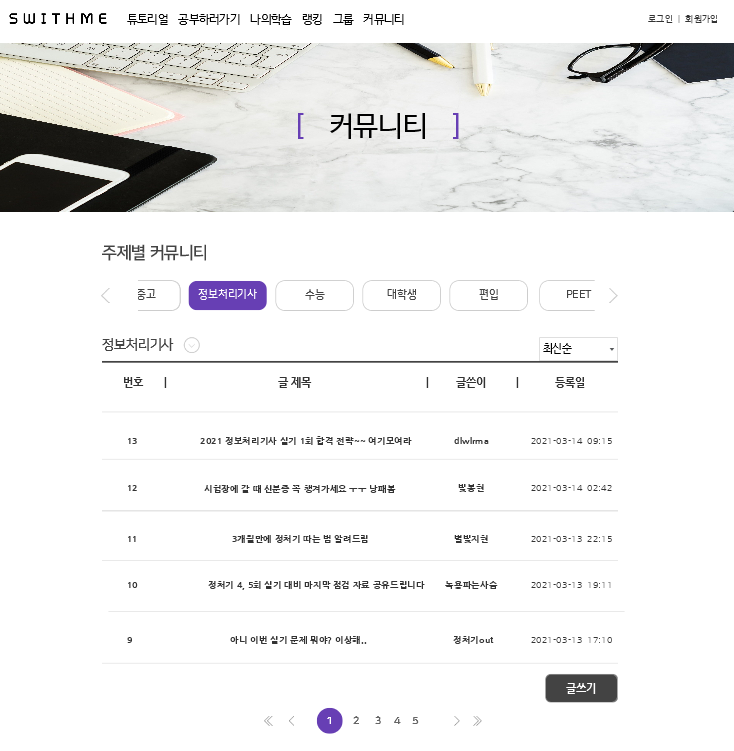 SWITHME 튜토리얼 공부하러가기 나의학습 랭킹 그룹 커뮤니티 로그인 | 회원가입
[ 커뮤니티 ]
주제별 커뮤니티
중고 정보처리기사 수능 대학생 편입 PEET
정보처리기사 최신순
번호 | 글 제목 | 글쓴이 | 등록일
13 2021 정보처리기사 실기 1회 합격 전략~~ 여기모여라 dlwlrma 2021-03-14 09:15
12 시험장에 갈 때 신분증 꼭 챙겨가세요 ㅜㅜ 낭패봄 빛봉현 2021-03-14 02:42
11 3개월만에 정처기 따는 법 알려드림 별빛지현 2021-03-13 22:15
10 정처기 4, 5회 실기 대비 마지막 점검 자료 공유드립니다 녹용파는사슴 2021-03-13 19:11
9 아니 이번 실기 문제 뭐야? 이상해.. 정처기out 2021-03-13 17:10
글쓰기
1 2 3 4 5